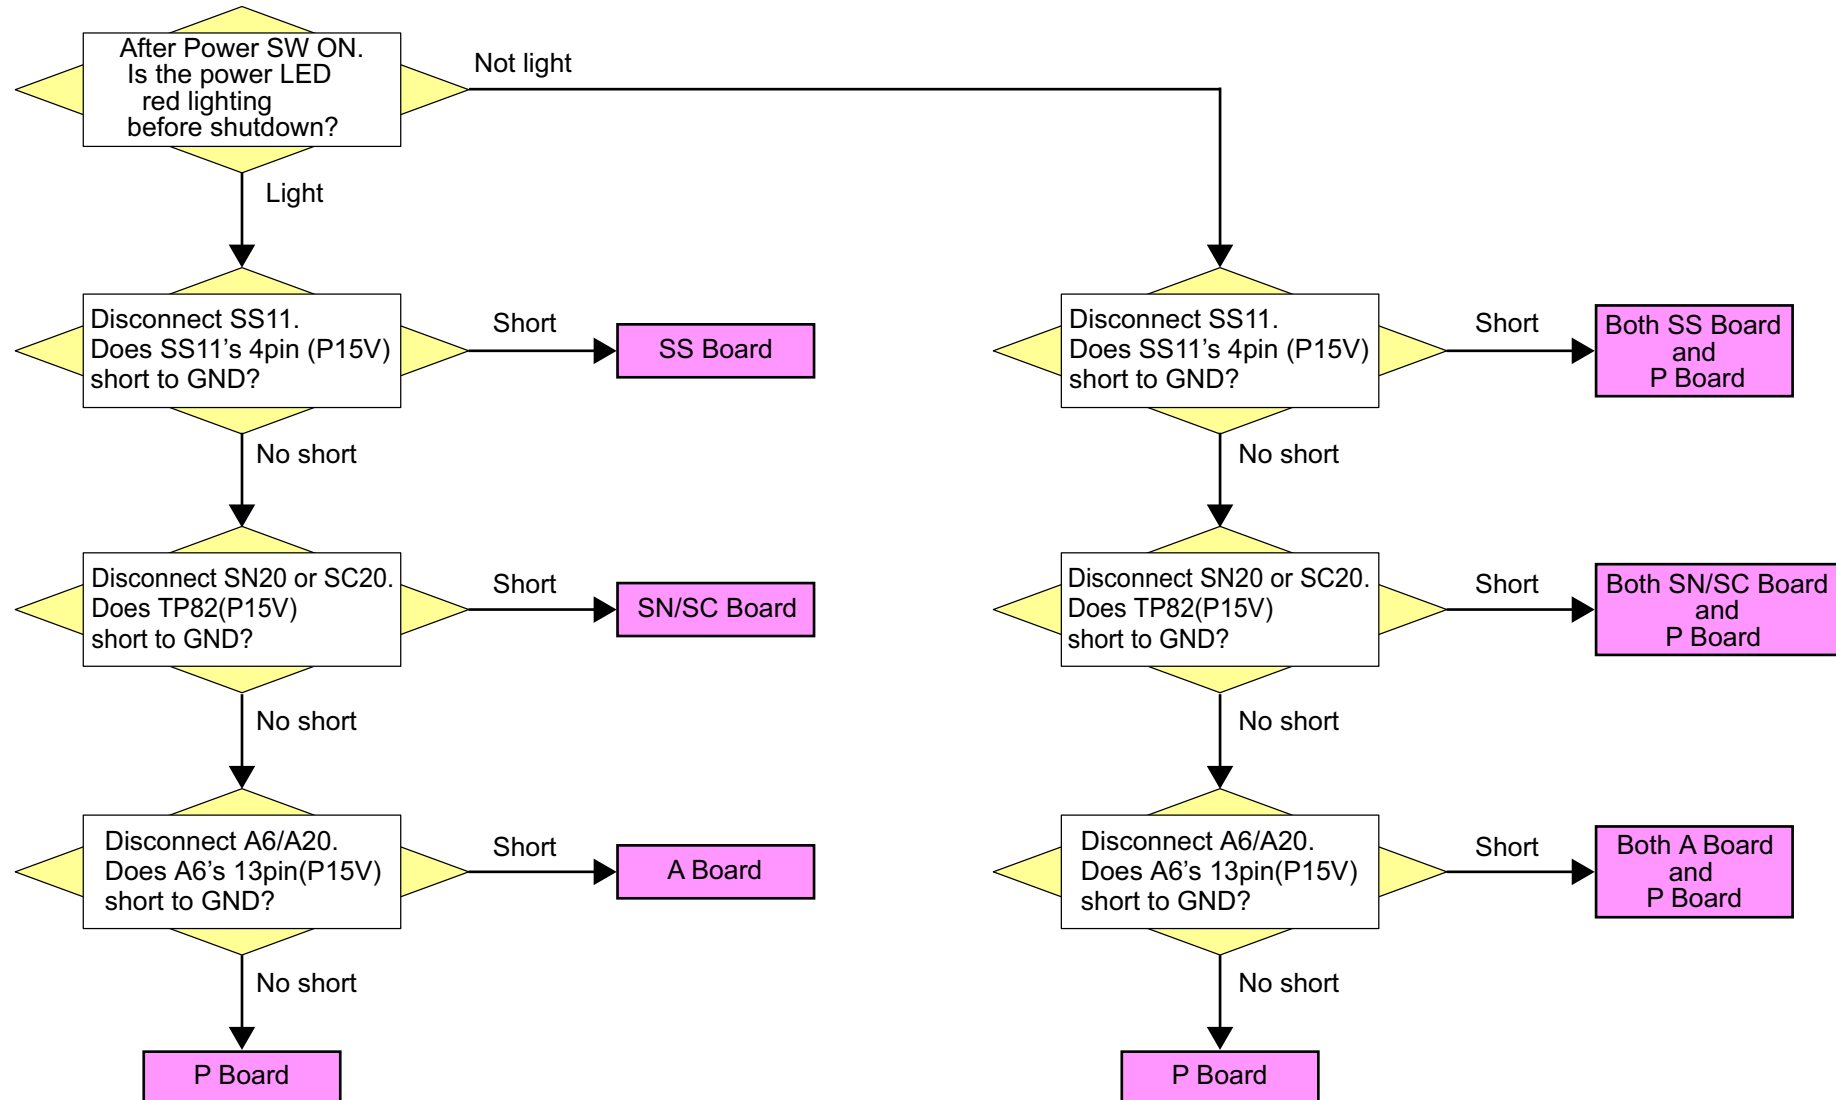 After Power SW ON.
Is the power LED
red lighting
before shutdown?
Not light
Light
Disconnect SS11.
Does SS11's 4pin (P15V)
short to GND?
Short
SS Board
Disconnect SS11.
Does SS11's 4pin (P15V)
short to GND?
Short
Both SS Board
and
P Board
No short
No short
Disconnect SN20 or SC20.
Does TP82(P15V)
short to GND?
Short
SN/SC Board
Disconnect SN20 or SC20.
Does TP82(P15V)
short to GND?
Short
Both SN/SC Board
and
P Board
No short
No short
Disconnect A6/A20.
Does A6's 13pin(P15V)
short to GND?
Short
A Board
Disconnect A6/A20.
Does A6's 13pin(P15V)
short to GND?
Short
Both A Board
and
P Board
No short
No short
P Board
P Board